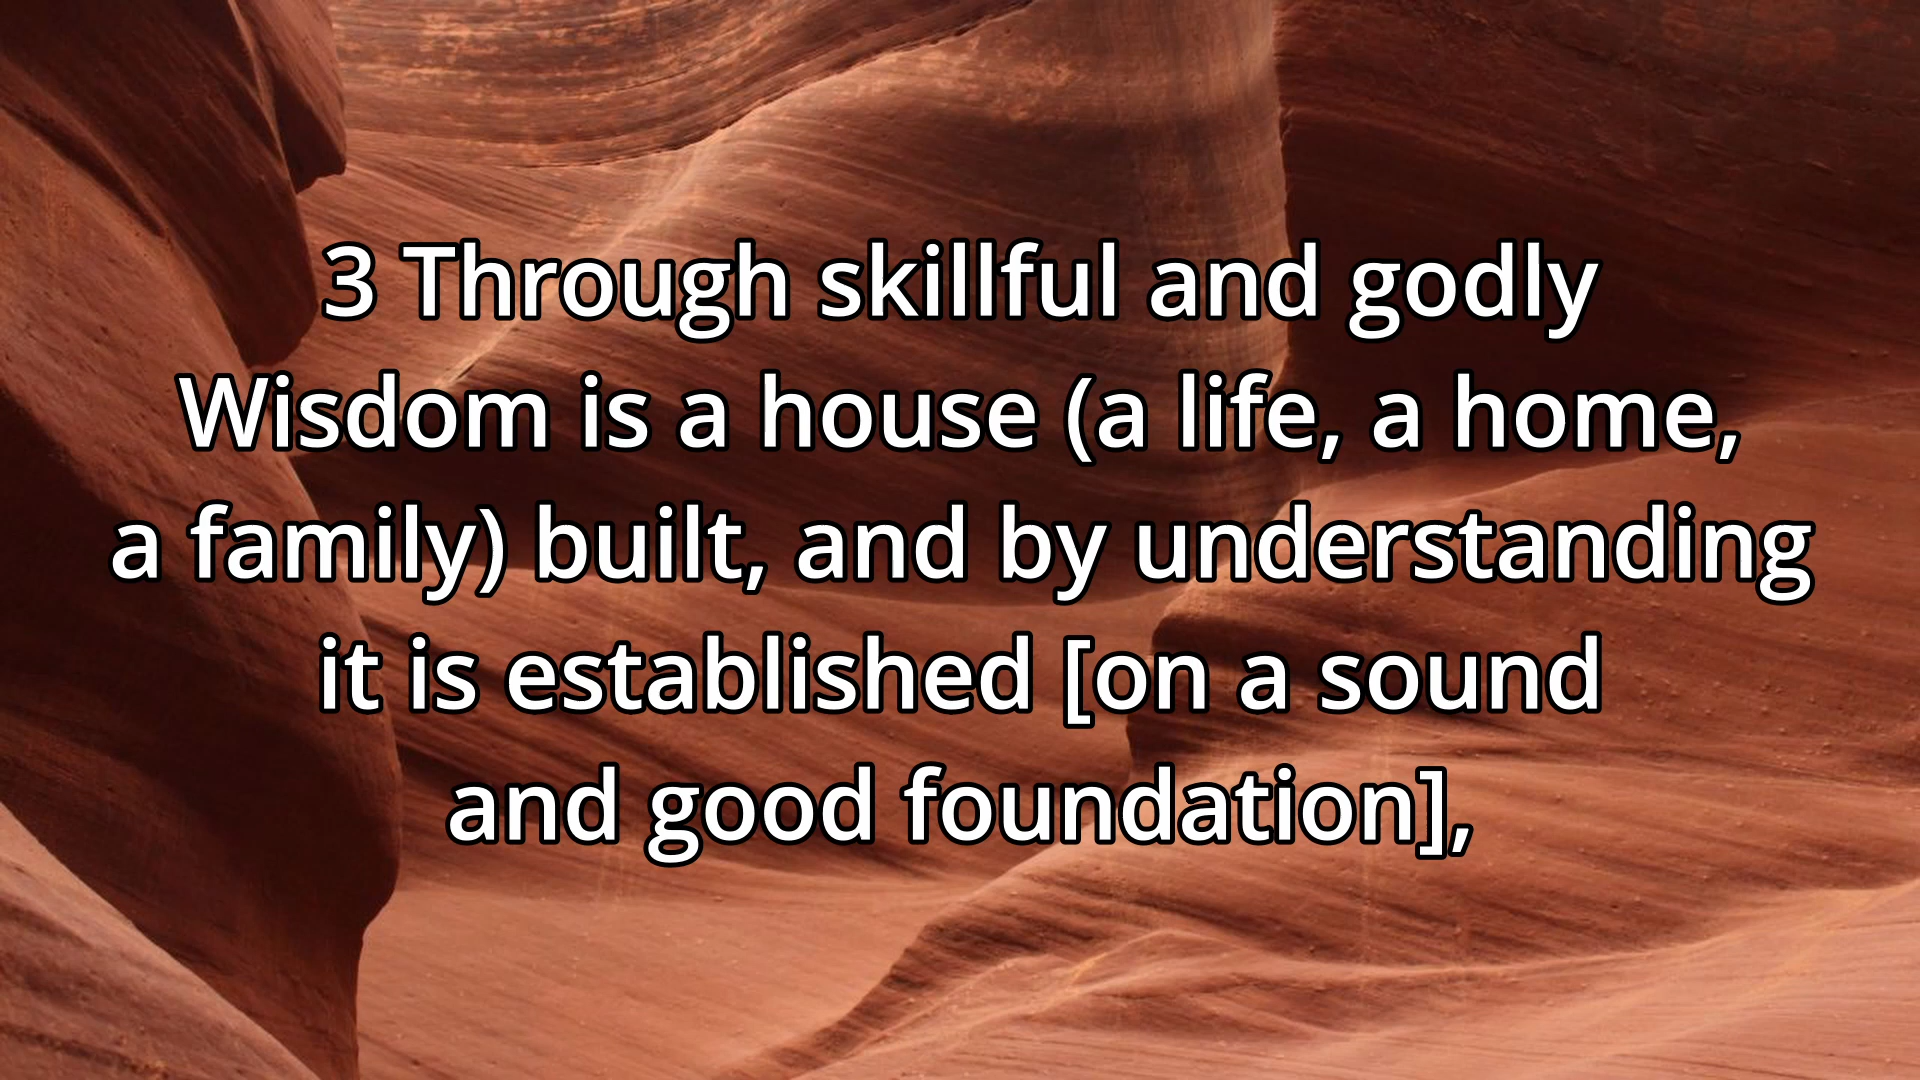 3 Through skillful and godly
Wisdom is a house (a life, a home,
a family) built, and by understanding
it is established [on a sound
and good foundation],